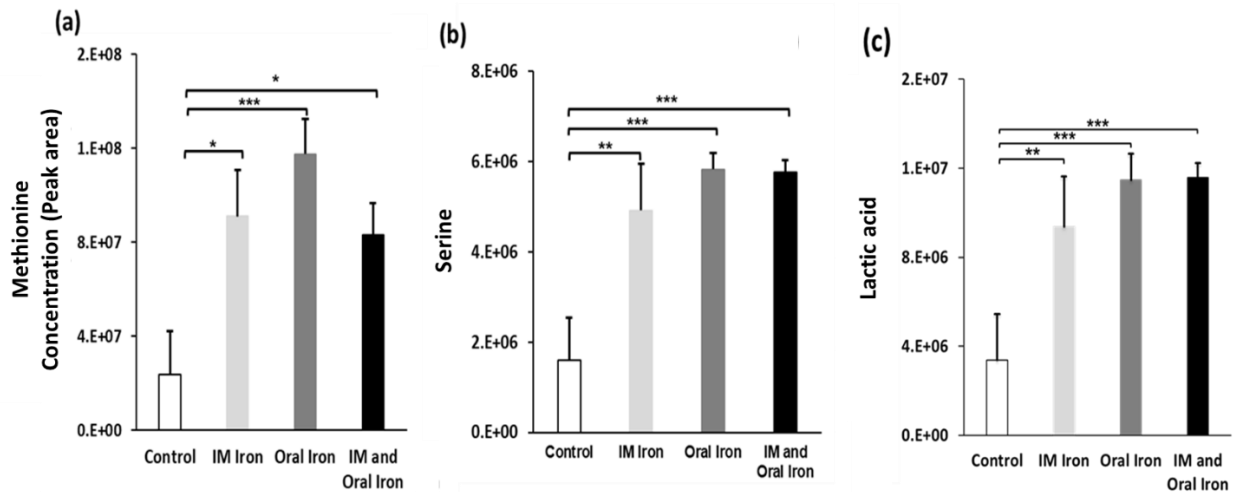 (a)
Methionine
Concentration (Peak area)
2.E+08
1.E+08
8.E+07
4.E+07
0.E+00
*
***
*
Control
IM Iron
Oral Iron
IM and
Oral Iron
(b)
Serine
8.E+06
6.E+06
4.E+06
2.E+06
0.E+00
***
***
**
Control
IM Iron
Oral Iron
IM and
Oral Iron
(c)
Lactic acid
2.E+07
1.E+07
8.E+06
4.E+06
0.E+00
***
***
**
Control
IM Iron
Oral Iron
IM and
Oral Iron